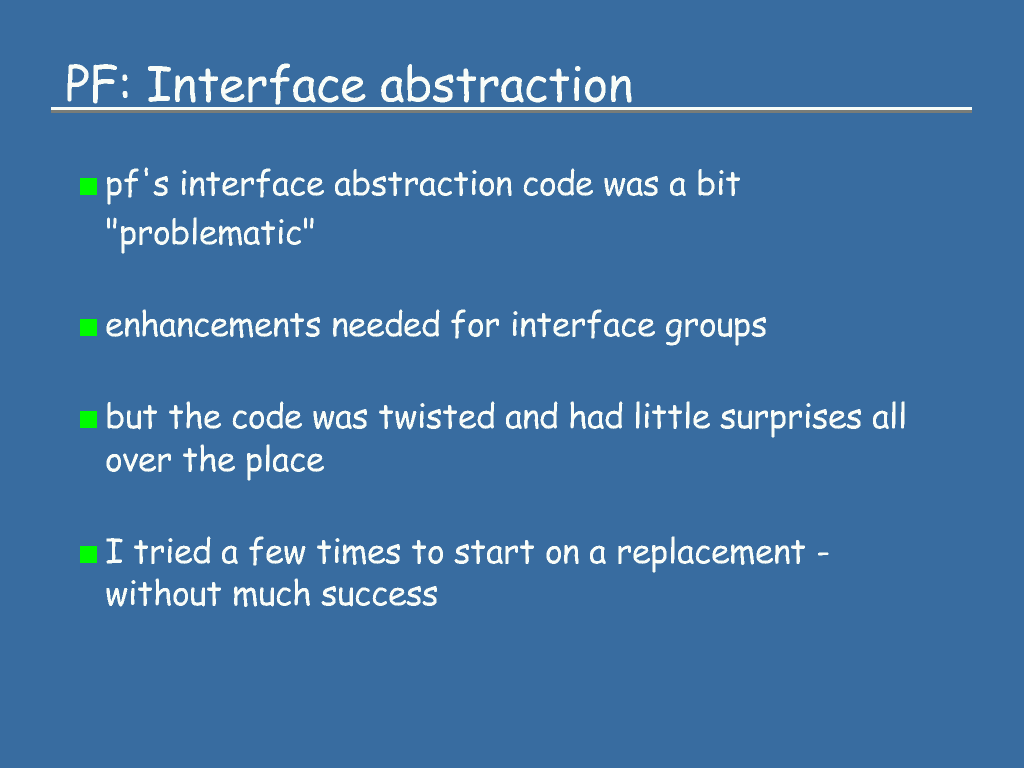 PF: Interface abstraction
pf's interface abstraction code was a bit
"problematic"
enhancements needed for interface groups
but the code was twisted and had little surprises all
over the place
I tried a few times to start on a replacement -
without much success